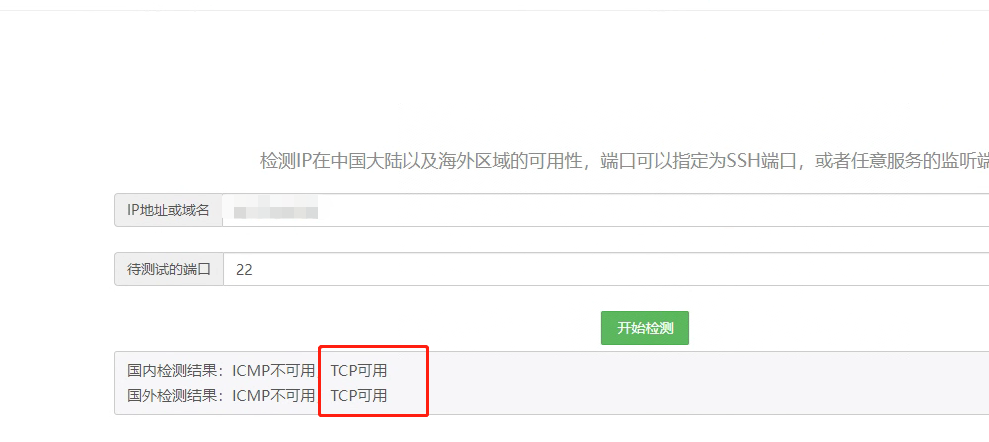 检测IP在中国大陆以及海外区域的可用性，端口可以指定为SSH端口，或者任意服务的监听端
IP地址或域名
待测试的端口 22
开始检测
国内检测结果：ICMP不可用 TCP可用
国外检测结果：ICMP不可用 TCP可用